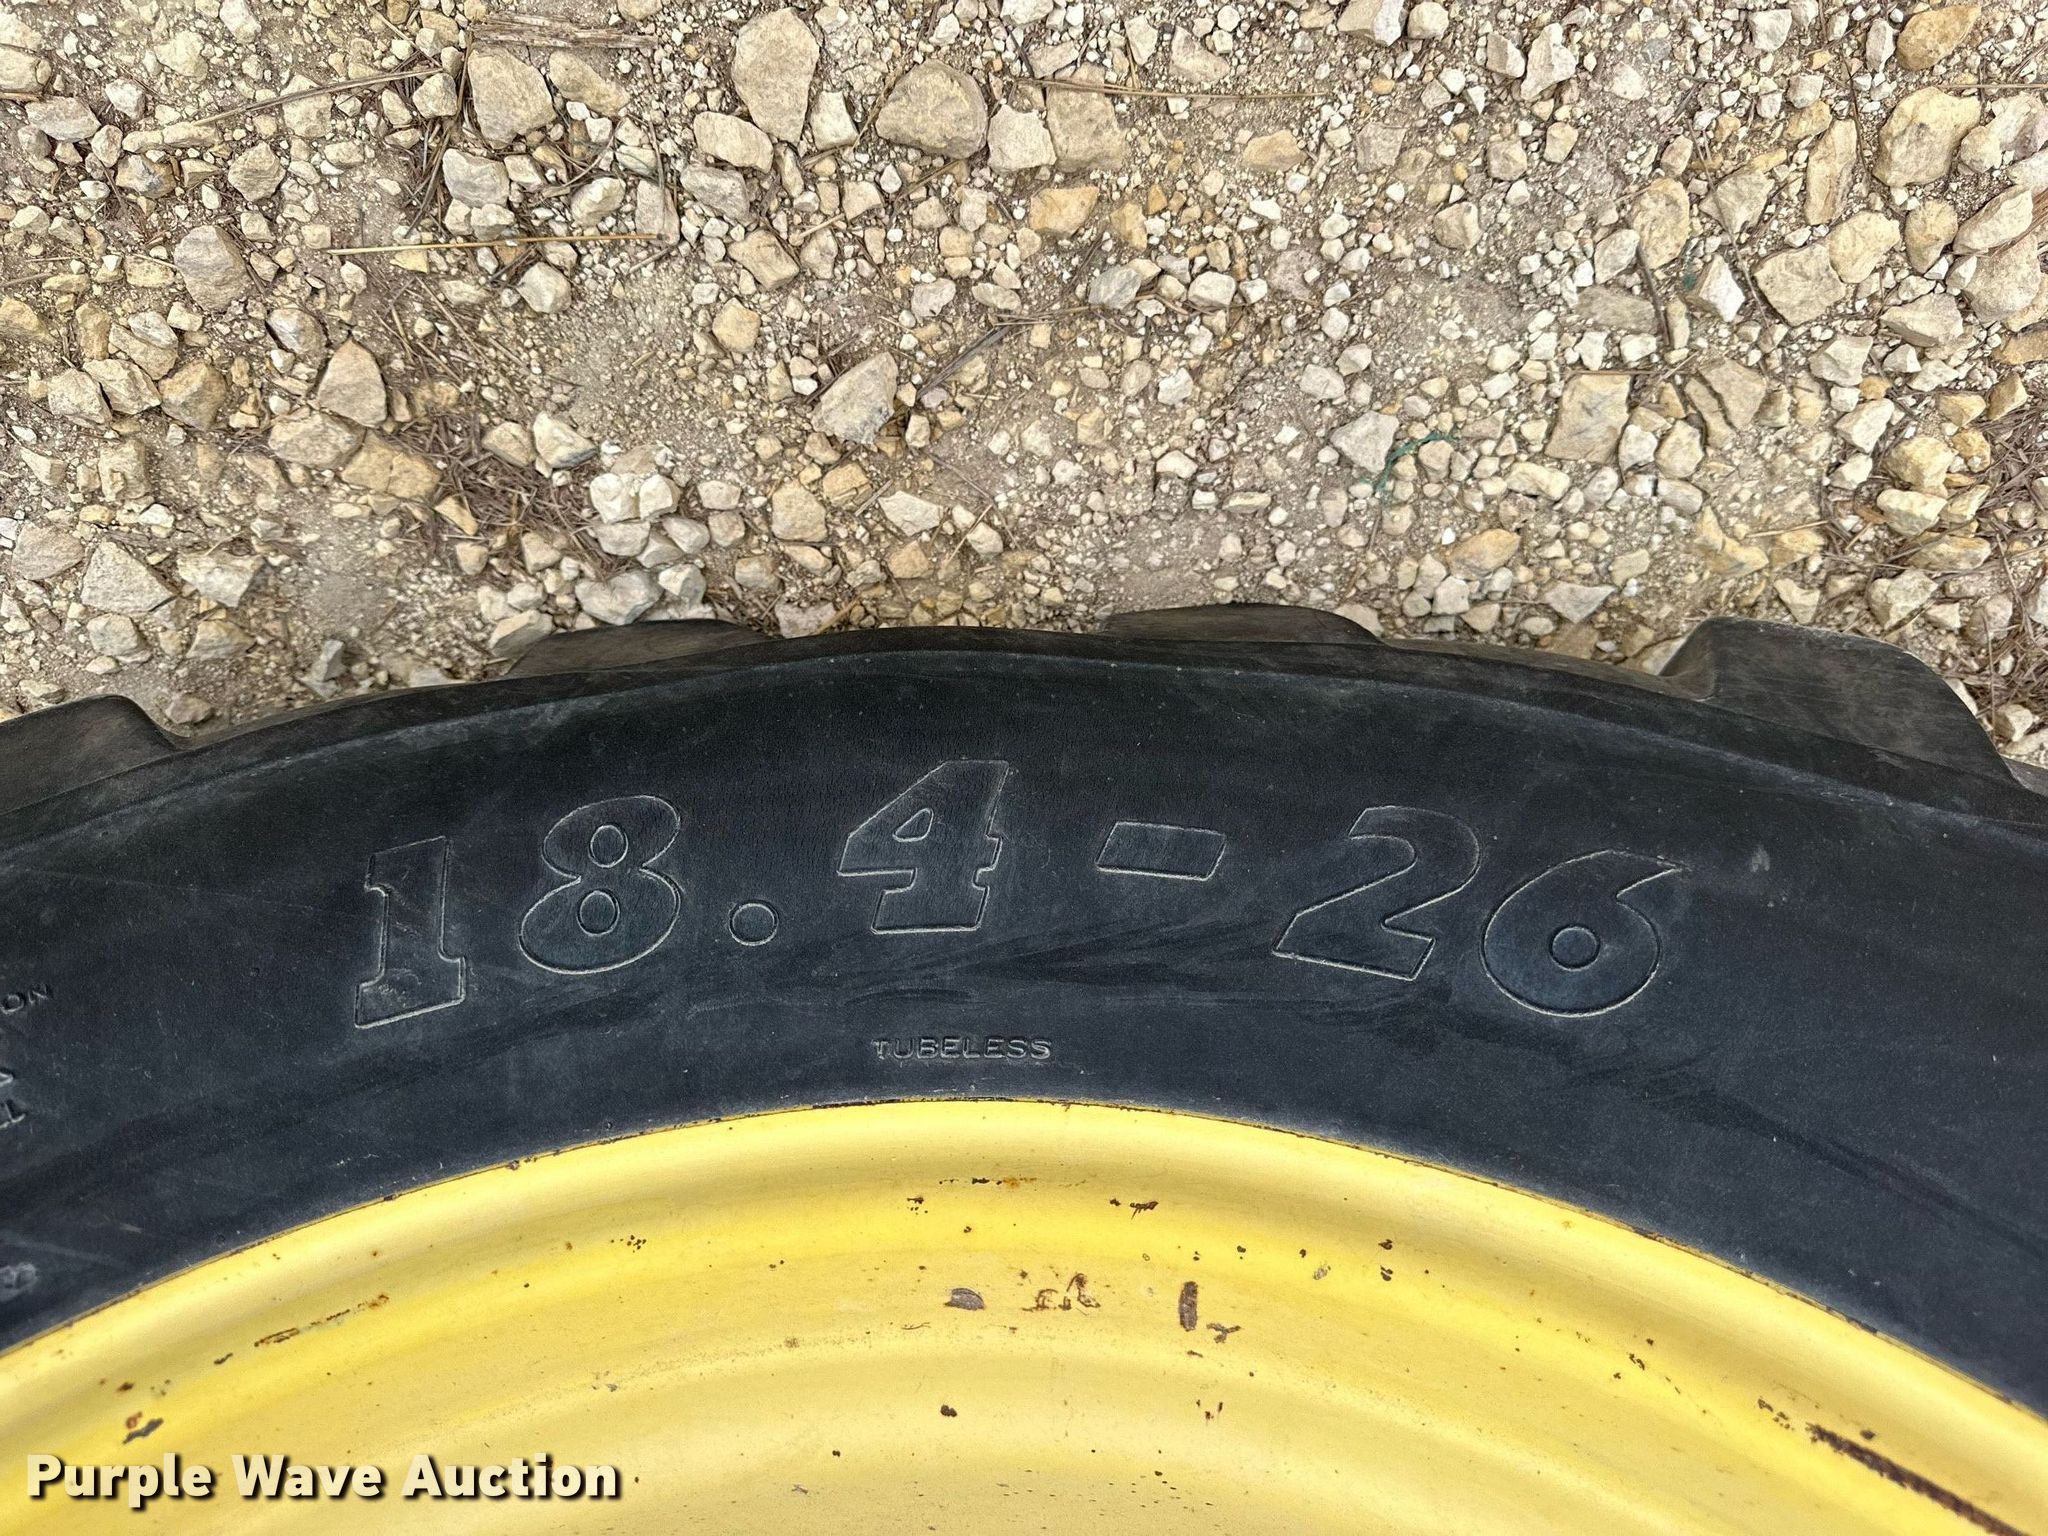 18.4-26
TUBELESS
Purple Wave Auction